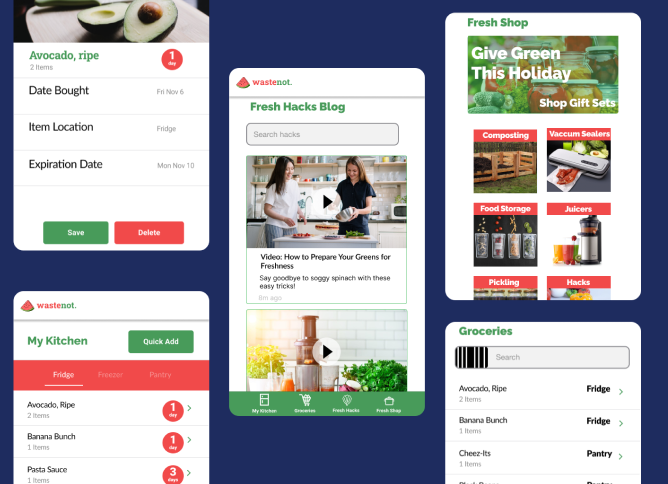 Avocado, ripe
2 Items
1
day
Date Bought
Fri Nov 6
Item Location
Fridge
Expiration Date
Mon Nov 10
Save
Delete
wastenot.
My Kitchen
Quick Add
Fridge
Freezer
Pantry
Avocado, Ripe
2 Items
1
day
Banana Bunch
1 Items
1
day
Pasta Sauce
1 Items
3
days
wastenot.
Fresh Hacks Blog
Search hacks
Video: How to Prepare Your Greens for
Freshness
Say goodbye to soggy spinach with these
easy tricks!
6m ago
My Kitchen
Groceries
Fresh Hacks
Fresh Shop
Fresh Shop
Give Green
This Holiday
Shop Gift Sets
Composting
Vaccum Sealers
Food Storage
Juicers
Pickling
Hacks
Groceries
Search
Avocado, Ripe
2 Items
Fridge
Banana Bunch
1 Items
Fridge
Cheez-Its
1 Items
Pantry